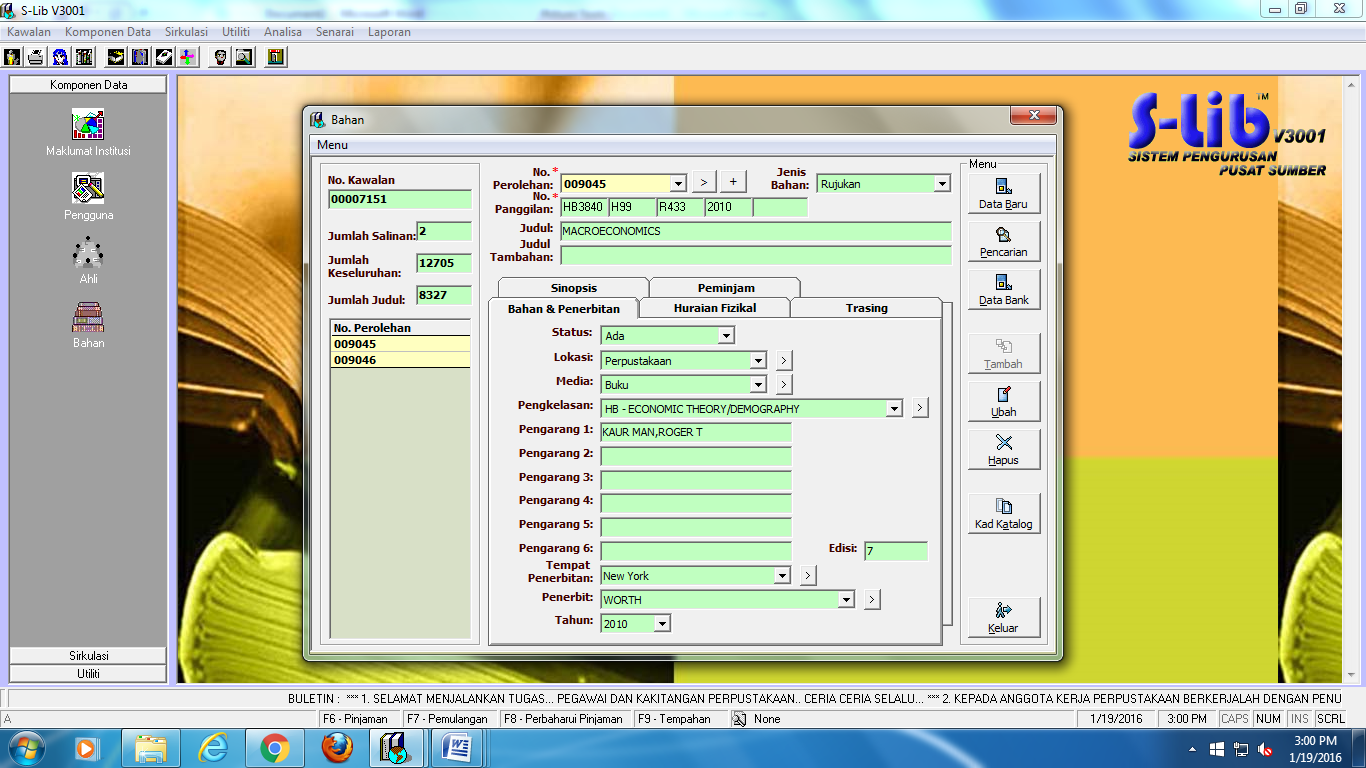 S-Lib V3001
Kawalan Komponen Data Sirkulasi Utiliti Analisa Senarai Laporan
Komponen Data
Maklumat Institusi
Pengguna
Ahli
Bahan
Sirkulasi
Utiliti
S-Lib™ V3001
SISTEM PENGURUSAN
PUSAT SUMBER
Bahan
Menu
No. Kawalan
00007151
Jumlah Salinan: 2
Jumlah Keseluruhan: 12705
Jumlah Judul: 8327
No. Perolehan
009045
009046
No. * Perolehan: 009045 > + Jenis Bahan: Rujukan
No. * Panggilan: HB3840 H99 R433 2010
Judul: MACROECONOMICS
Judul Tambahan:
Sinopsis Peminjam
Bahan & Penerbitan Huraian Fizikal Trasing
Status: Ada
Lokasi: Perpustakaan >
Media: Buku >
Pengkelasan: HB - ECONOMIC THEORY/DEMOGRAPHY >
Pengarang 1: KAUR MAN,ROGER T
Pengarang 2:
Pengarang 3:
Pengarang 4:
Pengarang 5:
Pengarang 6: Edisi: 7
Tempat Penerbitan: New York >
Penerbit: WORTH >
Tahun: 2010
Menu
Data Baru
Pencarian
Data Bank
Tambah
Ubah
Hapus
Kad Katalog
Keluar
BULETIN : *** 1. SELAMAT MENJALANKAN TUGAS... PEGAWAI DAN KAKITANGAN PERPUSTAKAAN.. CERIA CERIA SELALU... *** 2. KEPADA ANGGOTA KERJA PERPUSTAKAAN BERKERJALAH DENGAN PENU
A F6 - Pinjaman F7 - Pemulangan F8 - Perbaharui Pinjaman F9 - Tempahan None 1/19/2016 3:00 PM CAPS NUM INS SCRL
3:00 PM
1/19/2016